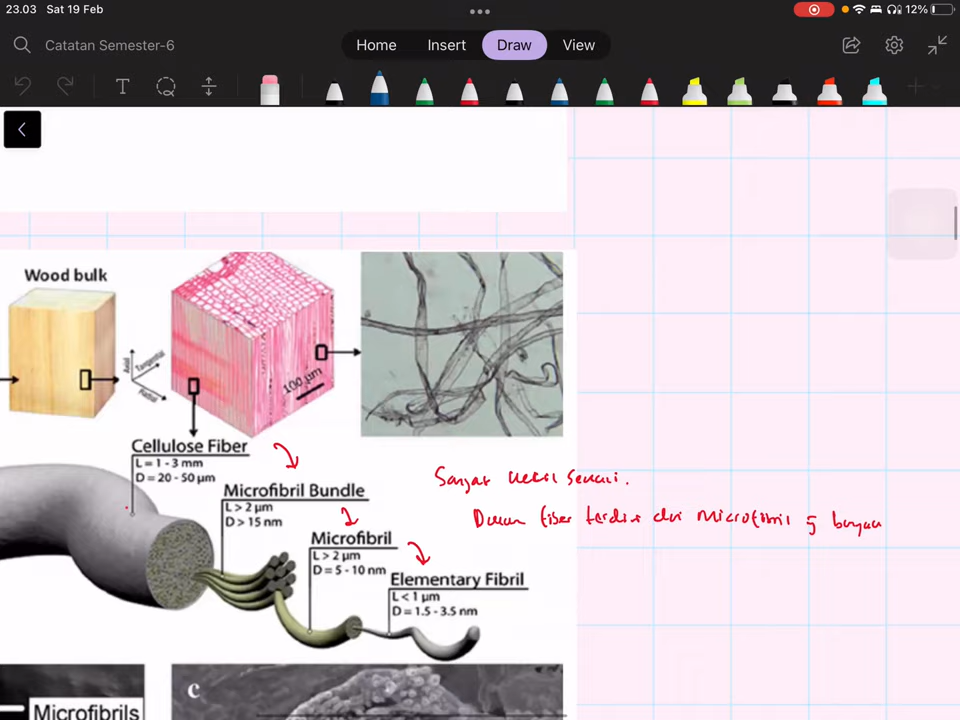 23.03 Sat 19 Feb
12%
Catatan Semester-6
Home Insert Draw View
T
Wood bulk
Axial
Tangential
Radial
100 µm
Cellulose Fiber
L = 1 - 3 mm
D = 20 - 50 µm
Microfibril Bundle
L > 2 µm
D > 15 nm
Microfibril
L > 2 µm
D = 5 - 10 nm
Elementary Fibril
L < 1 µm
D = 1.5 - 3.5 nm
Sangat kecil sekali.
Dalam fiber terdiri dari Microfibril yg banyak
Microfibrils
c